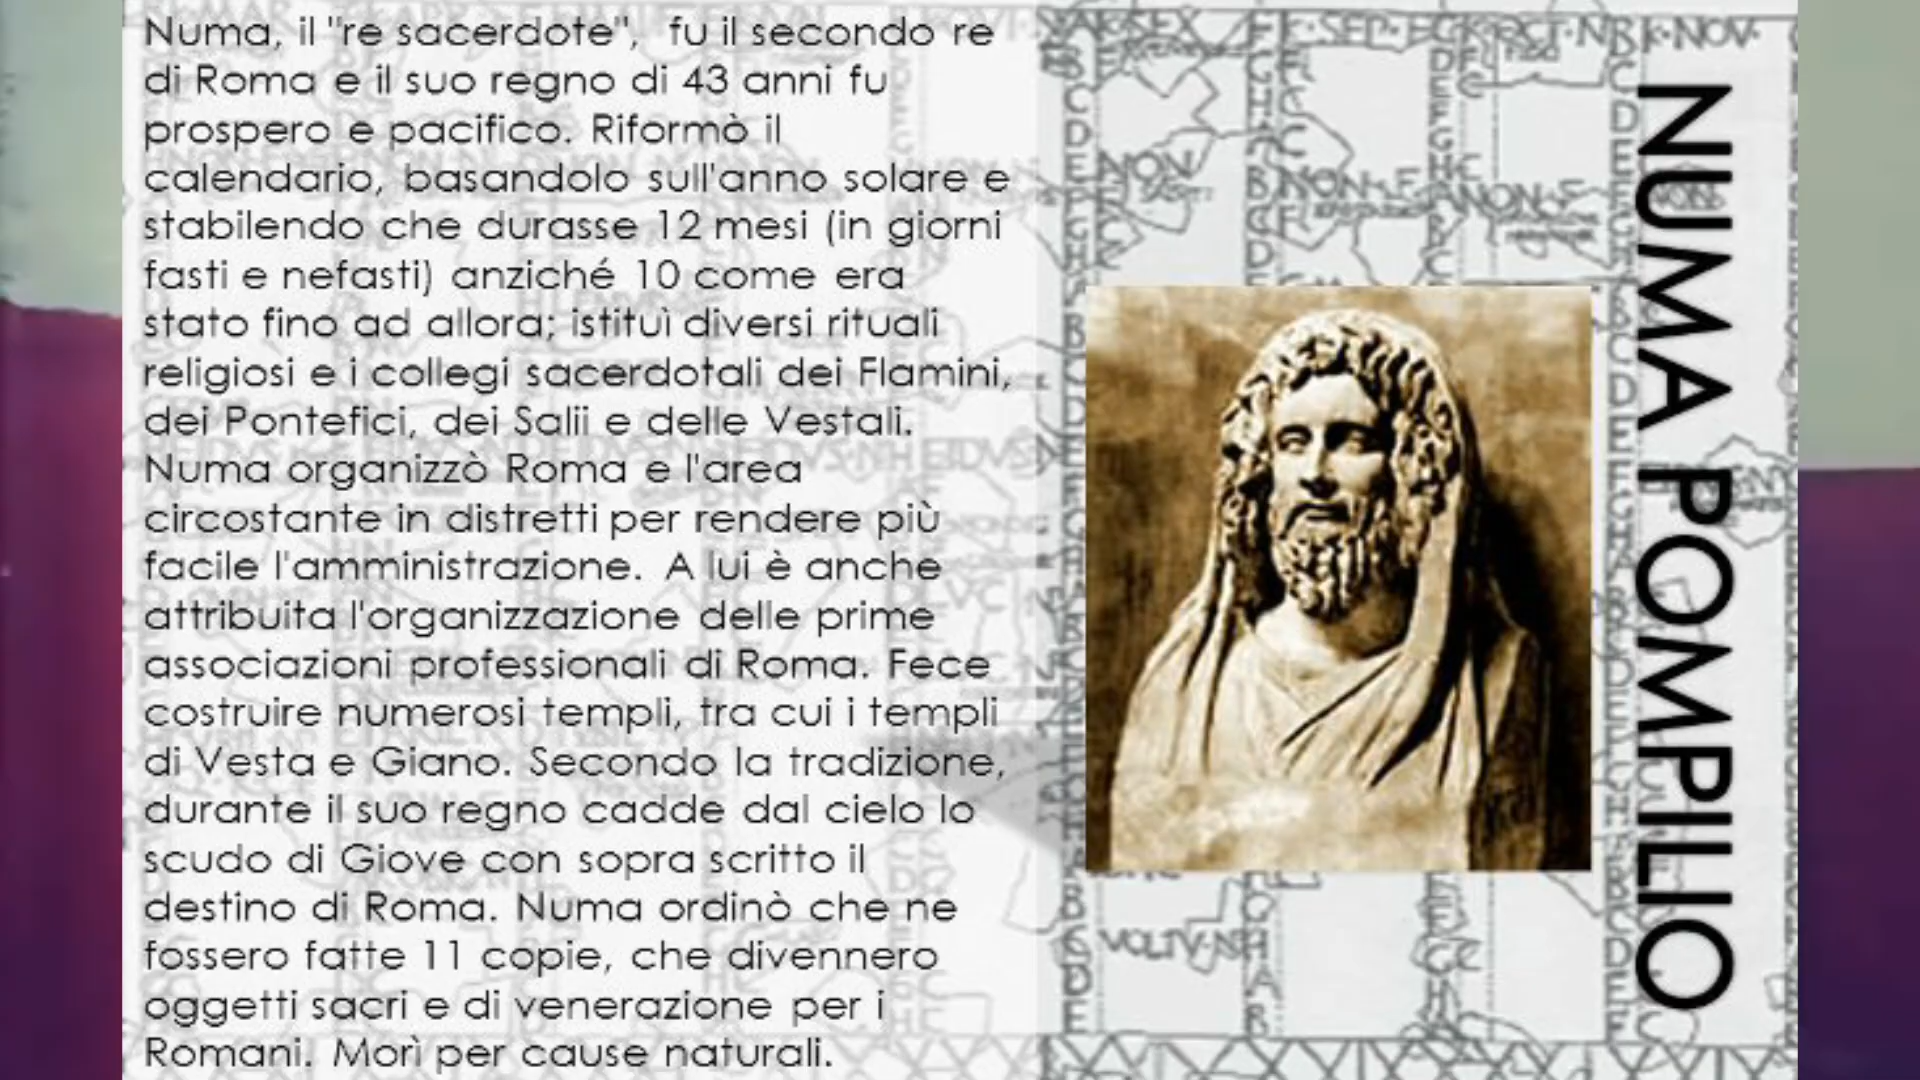 Numa, il "re sacerdote", fu il secondo re
di Roma e il suo regno di 43 anni fu
prospero e pacifico. Riformò il
calendario, basandolo sull'anno solare e
stabilendo che durasse 12 mesi (in giorni
fasti e nefasti) anziché 10 come era
stato fino ad allora; istituì diversi rituali
religiosi e i collegi sacerdotali dei Flamini,
dei Pontefici, dei Salii e delle Vestali.
Numa organizzò Roma e l'area
circostante in distretti per rendere più
facile l'amministrazione. A lui è anche
attribuita l'organizzazione delle prime
associazioni professionali di Roma. Fece
costruire numerosi templi, tra cui i templi
di Vesta e Giano. Secondo la tradizione,
durante il suo regno cadde dal cielo lo
scudo di Giove con sopra scritto il
destino di Roma. Numa ordinò che ne
fossero fatte 11 copie, che divennero
oggetti sacri e di venerazione per i
Romani. Morì per cause naturali.
NUMA POMPILIO